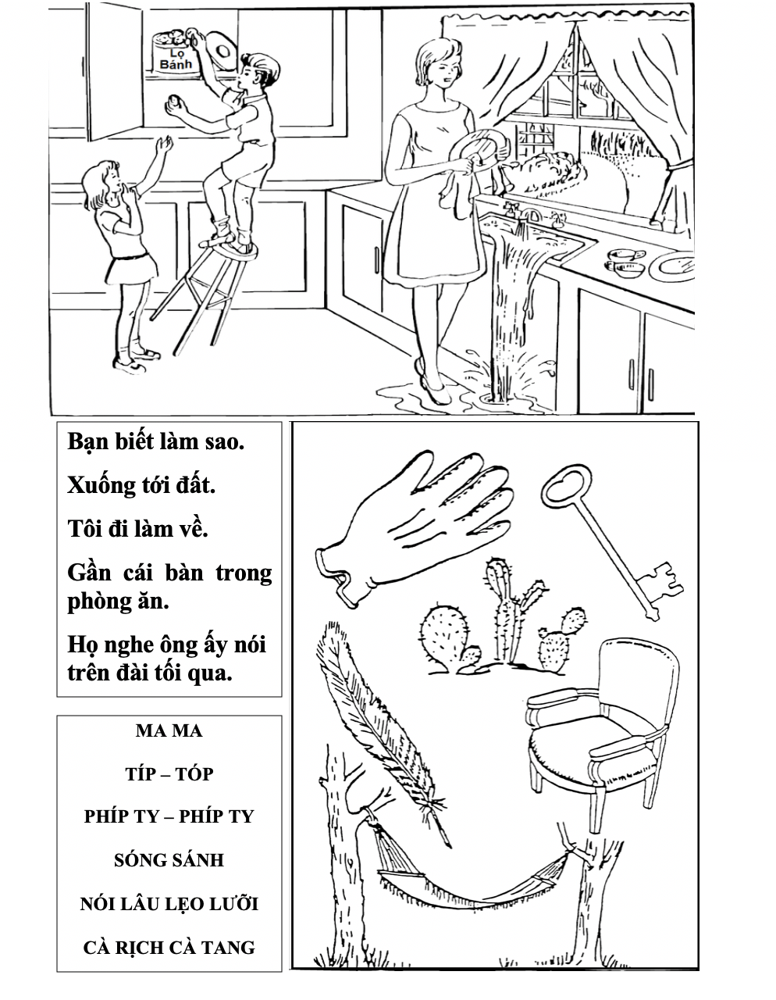 Lọ
Bánh
Bạn biết làm sao.
Xuống tới đất.
Tôi đi làm về.
Gần cái bàn trong
phòng ăn.
Họ nghe ông ấy nói
trên đài tối qua.
MA MA
TÍP – TÓP
PHÍP TY – PHÍP TY
SÓNG SÁNH
NÓI LÂU LẸO LƯỠI
CÀ RỊCH CÀ TANG